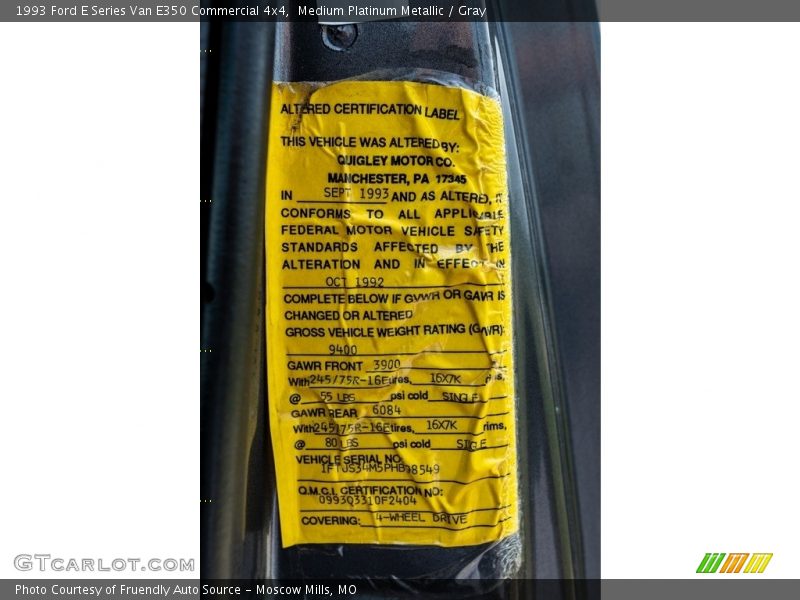 1993 Ford E Series Van E350 Commercial 4x4, Medium Platinum Metallic / Gray
ALTERED CERTIFICATION LABEL
THIS VEHICLE WAS ALTERED BY:
QUIGLEY MOTOR CO.
MANCHESTER, PA 17345
IN SEPT 1993 AND AS ALTERED, IT
CONFORMS TO ALL APPLICABLE
FEDERAL MOTOR VEHICLE SAFETY
STANDARDS AFFECTED BY THE
ALTERATION AND IN EFFECT IN
OCT 1992
COMPLETE BELOW IF GVWR OR GAWR IS
CHANGED OR ALTERED
GROSS VEHICLE WEIGHT RATING (GVWR):
9400
GAWR FRONT 3900
With 245/75R-16E tires, 16X7K rims,
@ 55 LBS psi cold SINGLE
GAWR REAR 6084
With 245/75R-16E tires, 16X7K rims,
@ 80 LBS psi cold
VEHICLE SERIAL NO.
Q.M.C.I. CERTIFICATION NO:
0993Q3310F2404
COVERING: 4-WHEEL DRIVE
GTCarlot.com
Photo Courtesy of Fruendly Auto Source - Moscow Mills, MO